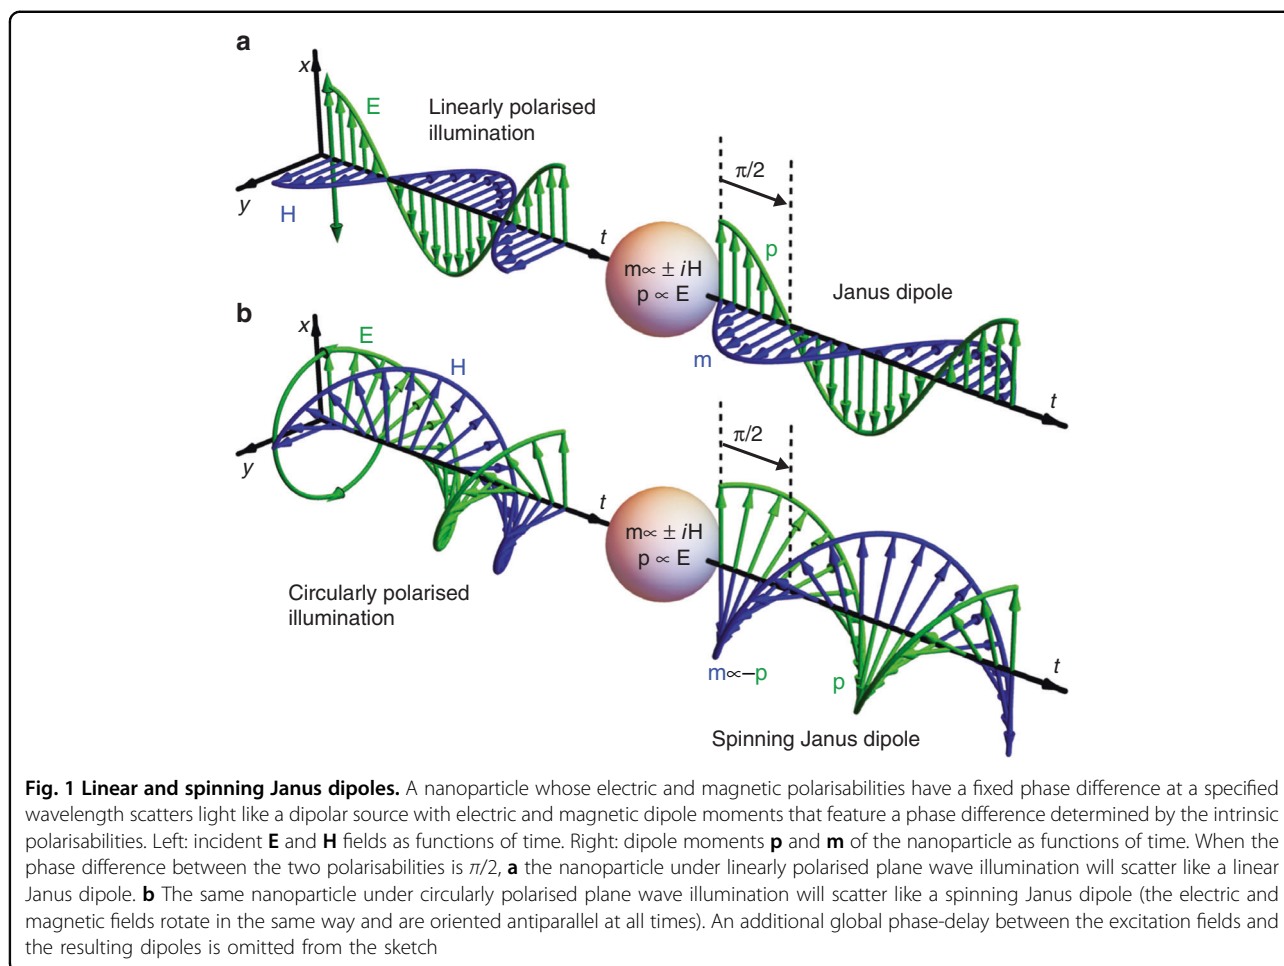 a
x
E
Linearly polarised
illumination
y
H
t
m∝ ± iH
p ∝ E
π/2
p
m
Janus dipole
t
b
x
E
H
y
t
Circularly polarised
illumination
m∝ ± iH
p ∝ E
π/2
m∝–p
p
t
Spinning Janus dipole
Fig. 1 Linear and spinning Janus dipoles. A nanoparticle whose electric and magnetic polarisabilities have a fixed phase difference at a specified
wavelength scatters light like a dipolar source with electric and magnetic dipole moments that feature a phase difference determined by the intrinsic
polarisabilities. Left: incident E and H fields as functions of time. Right: dipole moments p and m of the nanoparticle as functions of time. When the
phase difference between the two polarisabilities is π/2, a the nanoparticle under linearly polarised plane wave illumination will scatter like a linear
Janus dipole. b The same nanoparticle under circularly polarised plane wave illumination will scatter like a spinning Janus dipole (the electric and
magnetic fields rotate in the same way and are oriented antiparallel at all times). An additional global phase-delay between the excitation fields and
the resulting dipoles is omitted from the sketch